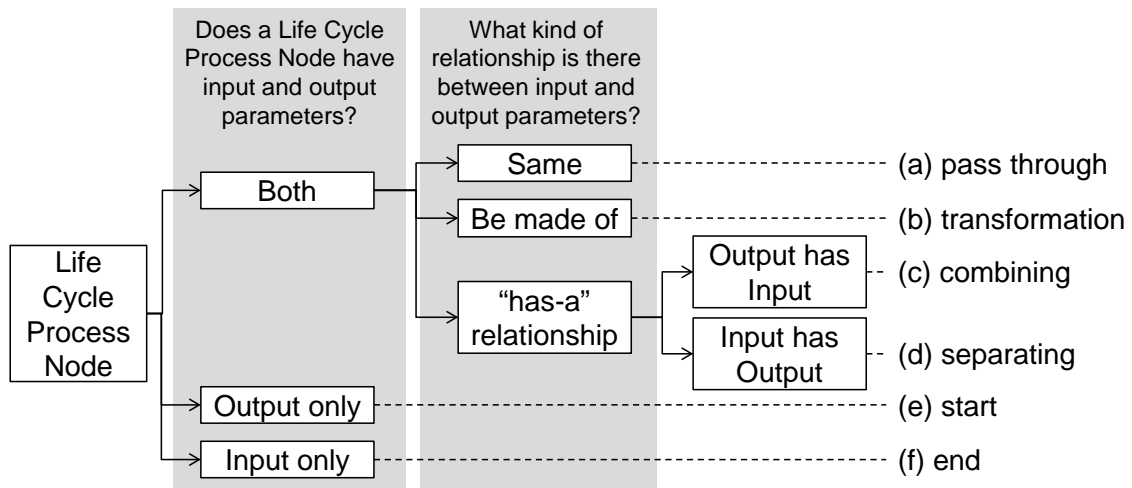 Does a Life Cycle
Process Node have
input and output
parameters?
What kind of
relationship is there
between input and
output parameters?
Life
Cycle
Process
Node
Both
Output only
Input only
Same
Be made of
“has-a”
relationship
Output has
Input
Input has
Output
(a) pass through
(b) transformation
(c) combining
(d) separating
(e) start
(f) end